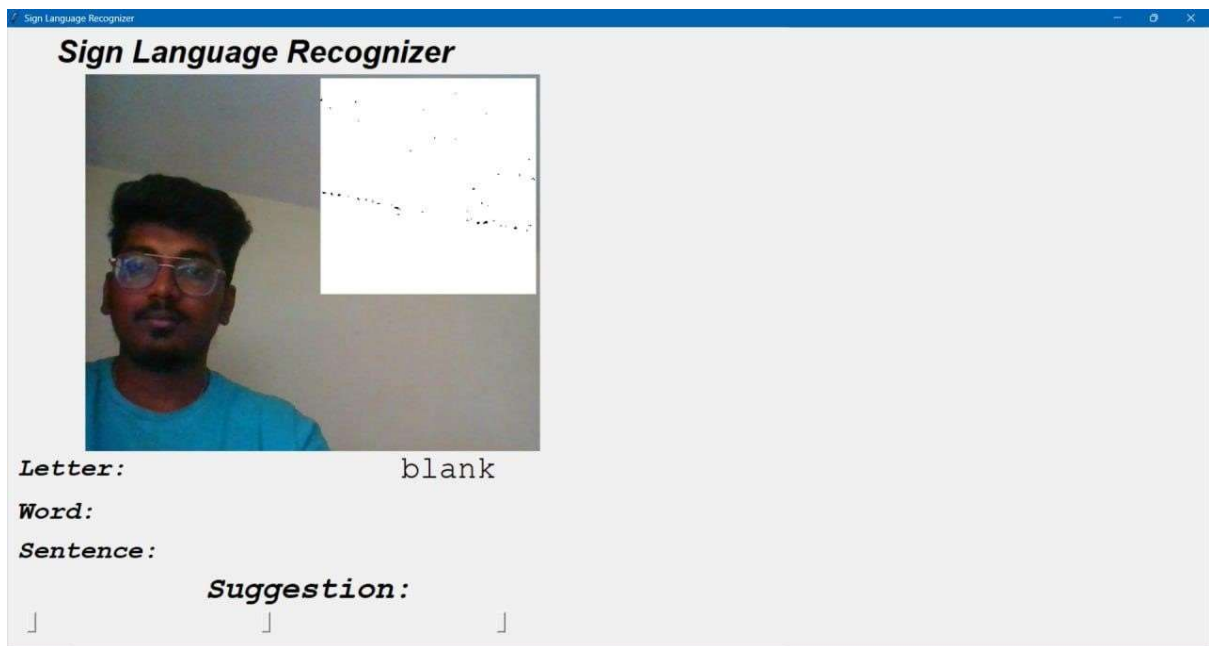 Sign Language Recognizer
Sign Language Recognizer
Letter: blank
Word:
Sentence:
Suggestion: